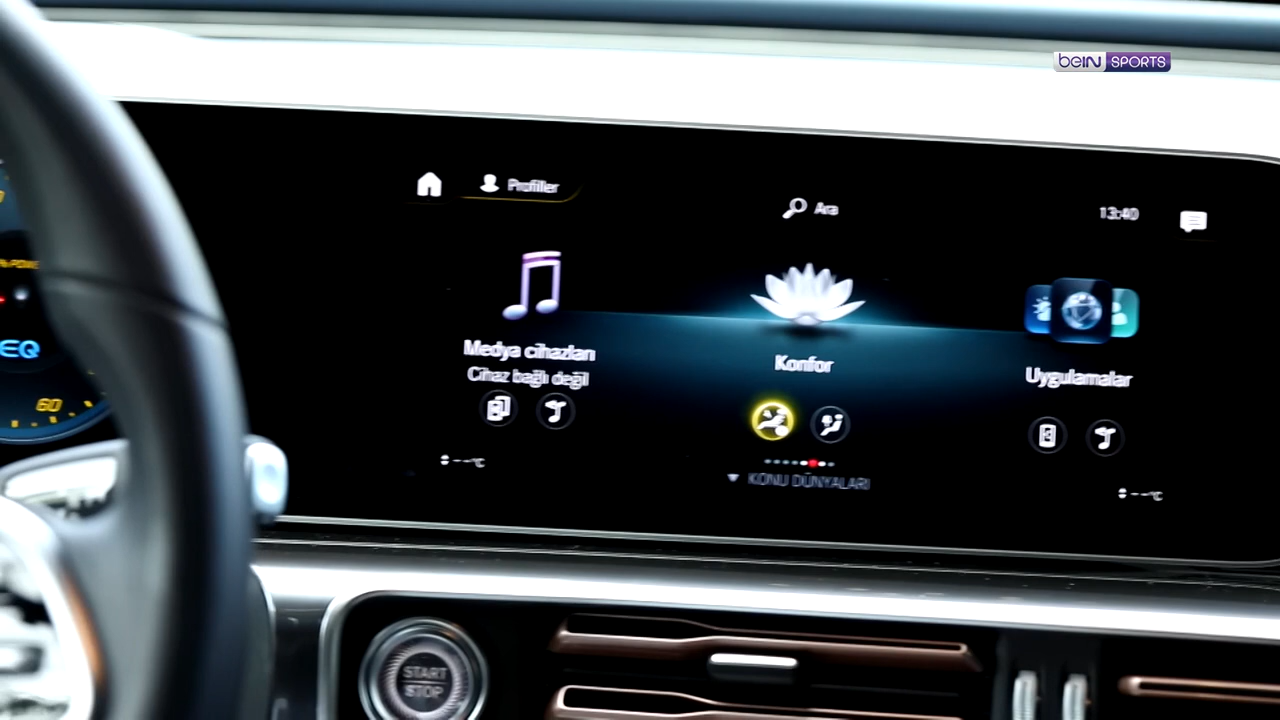 beIN SPORTS
Profiller
Ara
13:40
% POWE
EQ
60
Medya cihazları
Cihaz bağlı değil
Konfor
Uygulamalar
--°C
KONU DÜNYALARI
--°C
START
STOP